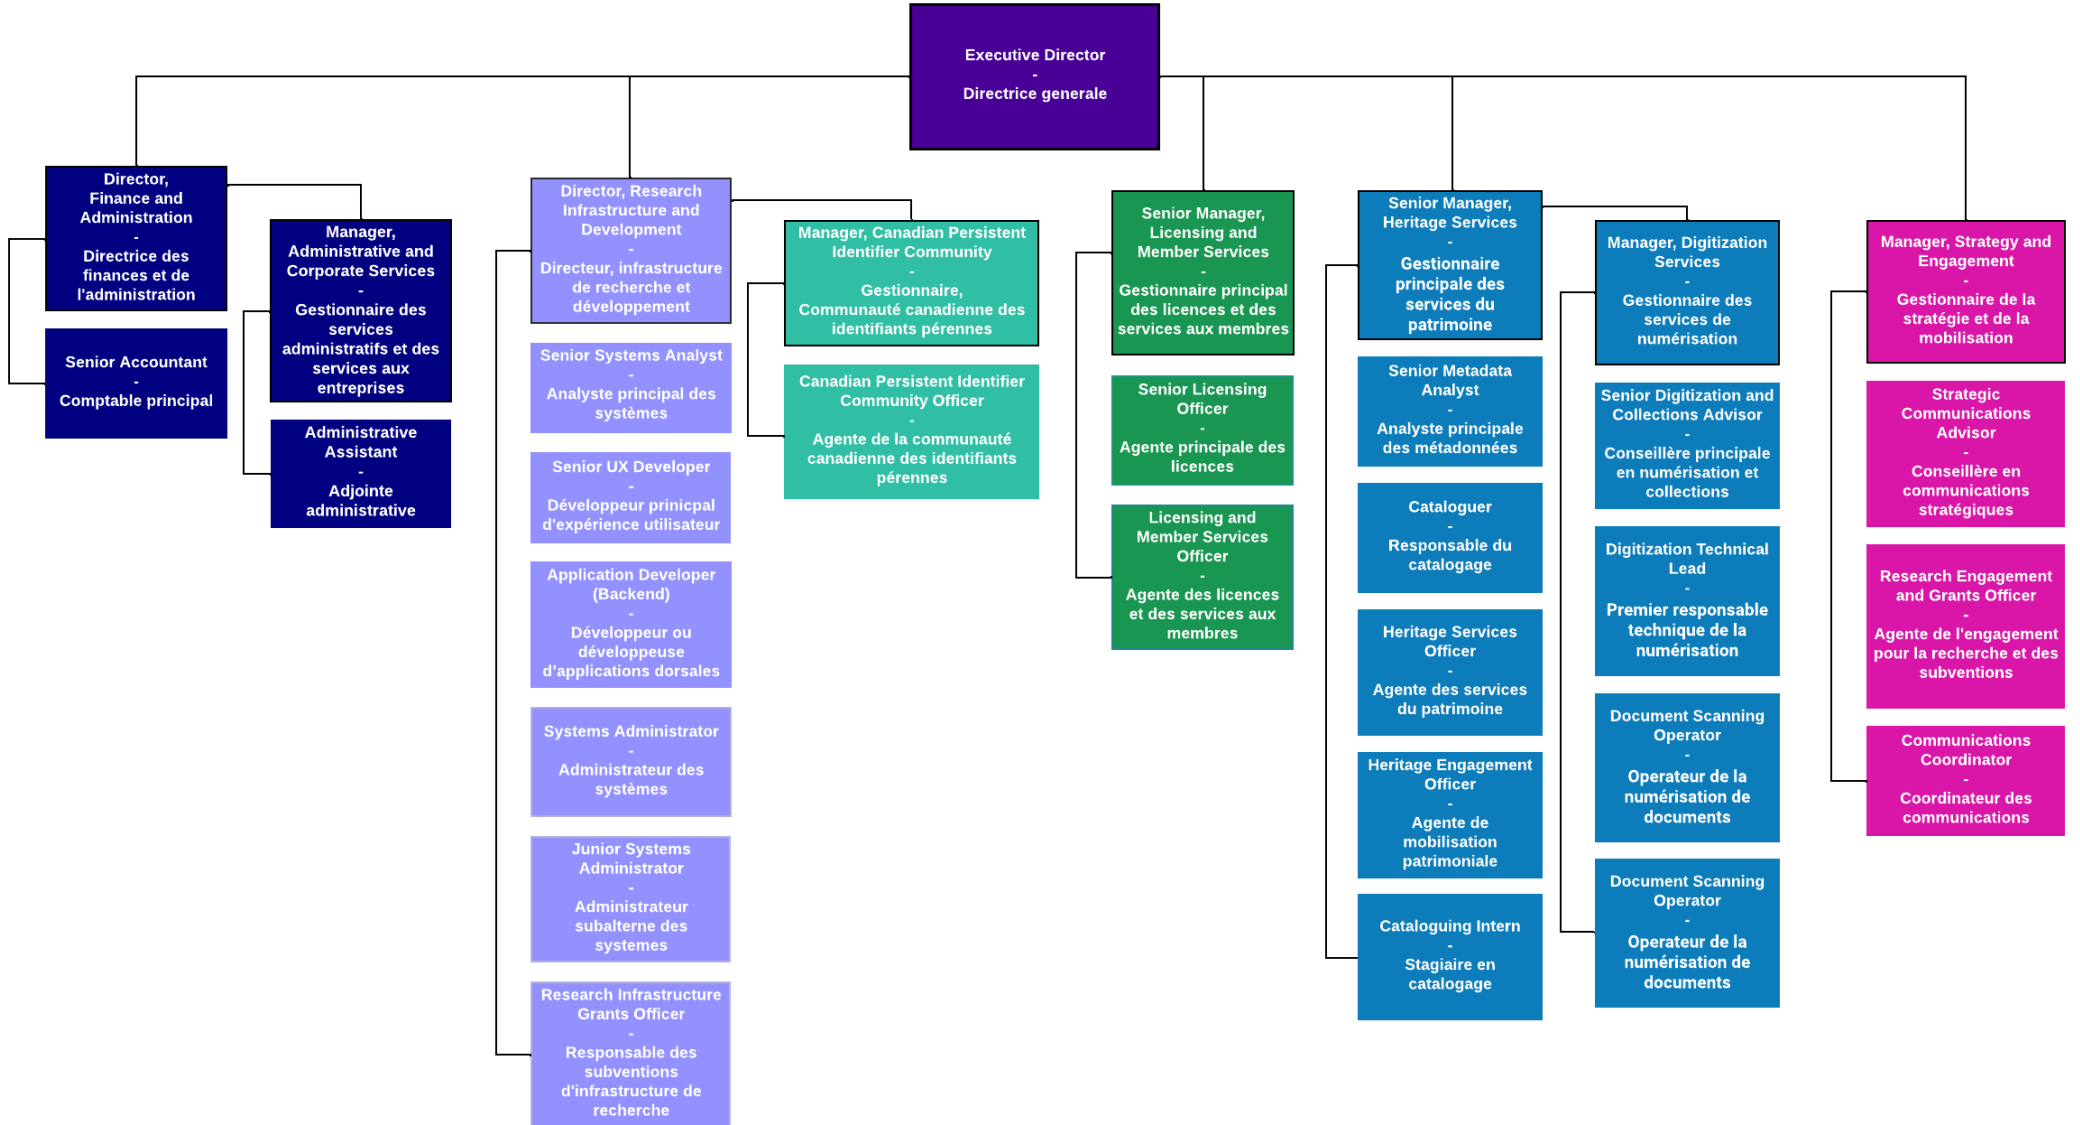 Executive Director
-
Directrice generale
Director,
Finance and
Administration
-
Directrice des
finances et de
l'administration
Senior Accountant
-
Comptable principal
Manager,
Administrative and
Corporate Services
-
Gestionnaire des
services
administratifs et des
services aux
entreprises
Administrative
Assistant
-
Adjointe
administrative
Director, Research
Infrastructure and
Development
-
Directeur, infrastructure
de recherche et
développement
Senior Systems Analyst
-
Analyste principal des
systèmes
Senior UX Developer
-
Développeur prinicpal
d'expérience utilisateur
Application Developer
(Backend)
-
Développeur ou
développeuse
d'applications dorsales
Systems Administrator
-
Administrateur des
systèmes
Junior Systems
Administrator
-
Administrateur
subalterne des
systemes
Research Infrastructure
Grants Officer
-
Responsable des
subventions
d'infrastructure de
recherche
Manager, Canadian Persistent
Identifier Community
-
Gestionnaire,
Communauté canadienne des
identifiants pérennes
Canadian Persistent Identifier
Community Officer
-
Agente de la communauté
canadienne des identifiants
pérennes
Senior Manager,
Licensing and
Member Services
-
Gestionnaire principal
des licences et des
services aux membres
Senior Licensing
Officer
-
Agente principale des
licences
Licensing and
Member Services
Officer
-
Agente des licences
et des services aux
membres
Senior Manager,
Heritage Services
-
Gestionnaire
principale des
services du
patrimoine
Senior Metadata
Analyst
-
Analyste principale
des métadonnées
Cataloguer
-
Responsable du
catalogage
Heritage Services
Officer
-
Agente des services
du patrimoine
Heritage Engagement
Officer
-
Agente de
mobilisation
patrimoniale
Cataloguing Intern
-
Stagiaire en
catalogage
Manager, Digitization
Services
-
Gestionnaire des
services de
numérisation
Senior Digitization and
Collections Advisor
-
Conseillère principale
en numérisation et
collections
Digitization Technical
Lead
-
Premier responsable
technique de la
numérisation
Document Scanning
Operator
-
Operateur de la
numérisation de
documents
Document Scanning
Operator
-
Operateur de la
numérisation de
documents
Manager, Strategy and
Engagement
-
Gestionnaire de la
stratégie et de la
mobilisation
Strategic
Communications
Advisor
-
Conseillère en
communications
stratégiques
Research Engagement
and Grants Officer
-
Agente de l'engagement
pour la recherche et des
subventions
Communications
Coordinator
-
Coordinateur des
communications